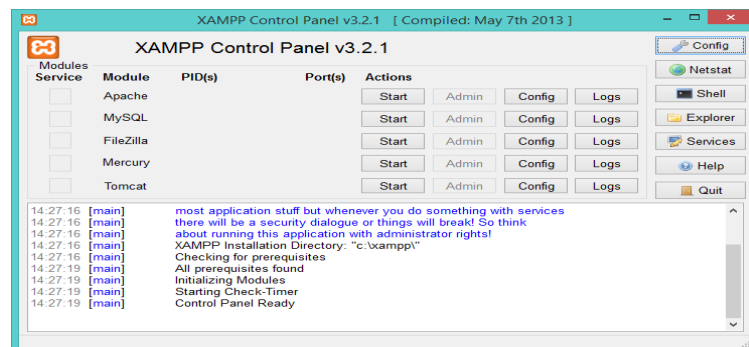 XAMPP Control Panel v3.2.1 [ Compiled: May 7th 2013 ]
XAMPP Control Panel v3.2.1
Config
Modules
Service Module PID(s) Port(s) Actions
Netstat
Apache Start Admin Config Logs
Shell
MySQL Start Admin Config Logs
Explorer
FileZilla Start Admin Config Logs
Services
Mercury Start Admin Config Logs
Help
Tomcat Start Admin Config Logs
Quit
14:27:16 [main] most application stuff but whenever you do something with services
14:27:16 [main] there will be a security dialogue or things will break! So think
14:27:16 [main] about running this application with administrator rights!
14:27:16 [main] XAMPP Installation Directory: "c:\xampp\"
14:27:16 [main] Checking for prerequisites
14:27:19 [main] All prerequisites found
14:27:19 [main] Initializing Modules
14:27:19 [main] Starting Check-Timer
14:27:19 [main] Control Panel Ready